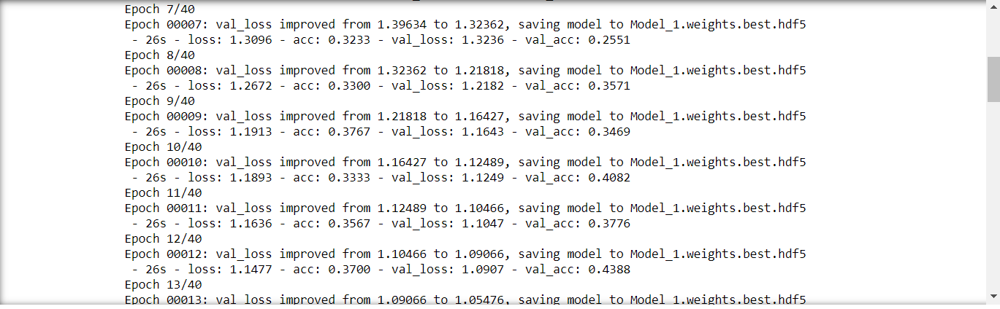 Epoch 7/40
Epoch 00007: val_loss improved from 1.39634 to 1.32362, saving model to Model_1.weights.best.hdf5
 - 26s - loss: 1.3096 - acc: 0.3233 - val_loss: 1.3236 - val_acc: 0.2551
Epoch 8/40
Epoch 00008: val_loss improved from 1.32362 to 1.21818, saving model to Model_1.weights.best.hdf5
 - 26s - loss: 1.2672 - acc: 0.3300 - val_loss: 1.2182 - val_acc: 0.3571
Epoch 9/40
Epoch 00009: val_loss improved from 1.21818 to 1.16427, saving model to Model_1.weights.best.hdf5
 - 26s - loss: 1.1913 - acc: 0.3767 - val_loss: 1.1643 - val_acc: 0.3469
Epoch 10/40
Epoch 00010: val_loss improved from 1.16427 to 1.12489, saving model to Model_1.weights.best.hdf5
 - 26s - loss: 1.1893 - acc: 0.3333 - val_loss: 1.1249 - val_acc: 0.4082
Epoch 11/40
Epoch 00011: val_loss improved from 1.12489 to 1.10466, saving model to Model_1.weights.best.hdf5
 - 26s - loss: 1.1636 - acc: 0.3567 - val_loss: 1.1047 - val_acc: 0.3776
Epoch 12/40
Epoch 00012: val_loss improved from 1.10466 to 1.09066, saving model to Model_1.weights.best.hdf5
 - 26s - loss: 1.1477 - acc: 0.3700 - val_loss: 1.0907 - val_acc: 0.4388
Epoch 13/40
Epoch 00013: val_loss improved from 1.09066 to 1.05476, saving model to Model_1.weights.best.hdf5